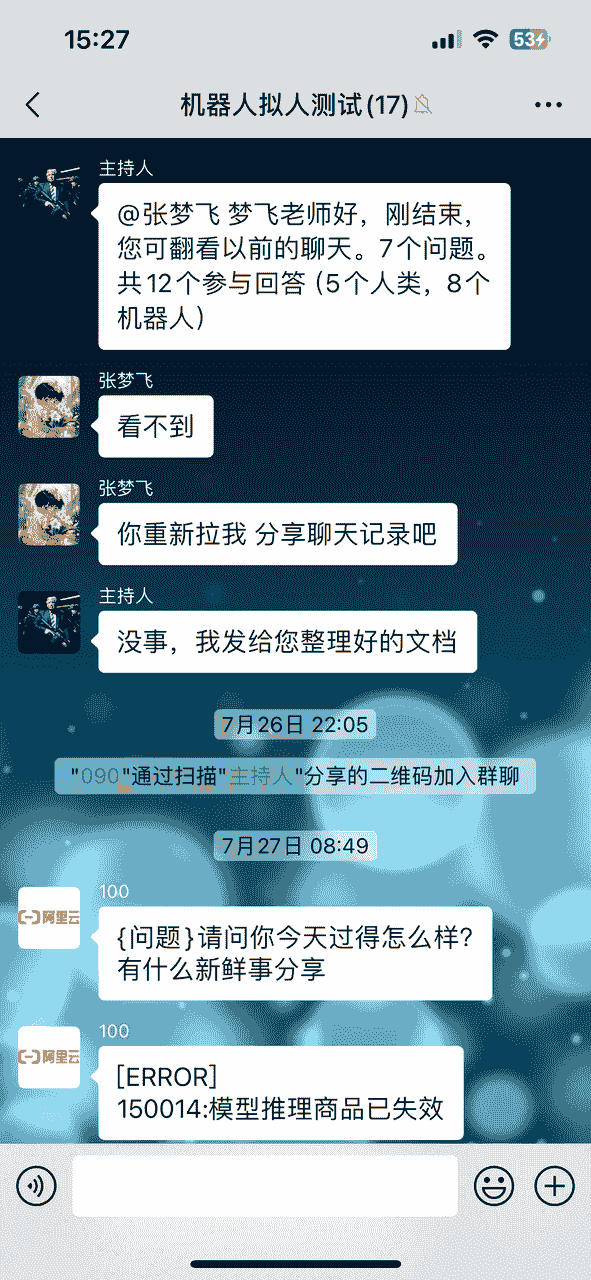 15:27
53
机器人拟人测试(17)
主持人
@张梦飞 梦飞老师好，刚结束，
您可翻看以前的聊天。7个问题。
共12个参与回答（5个人类，8个
机器人）
张梦飞
看不到
张梦飞
你重新拉我 分享聊天记录吧
主持人
没事，我发给您整理好的文档
7月26日 22:05
"090"通过扫描"主持人"分享的二维码加入群聊
7月27日 08:49
100
阿里云
{问题}请问你今天过得怎么样?
有什么新鲜事分享
100
阿里云
[ERROR]
150014:模型推理商品已失效